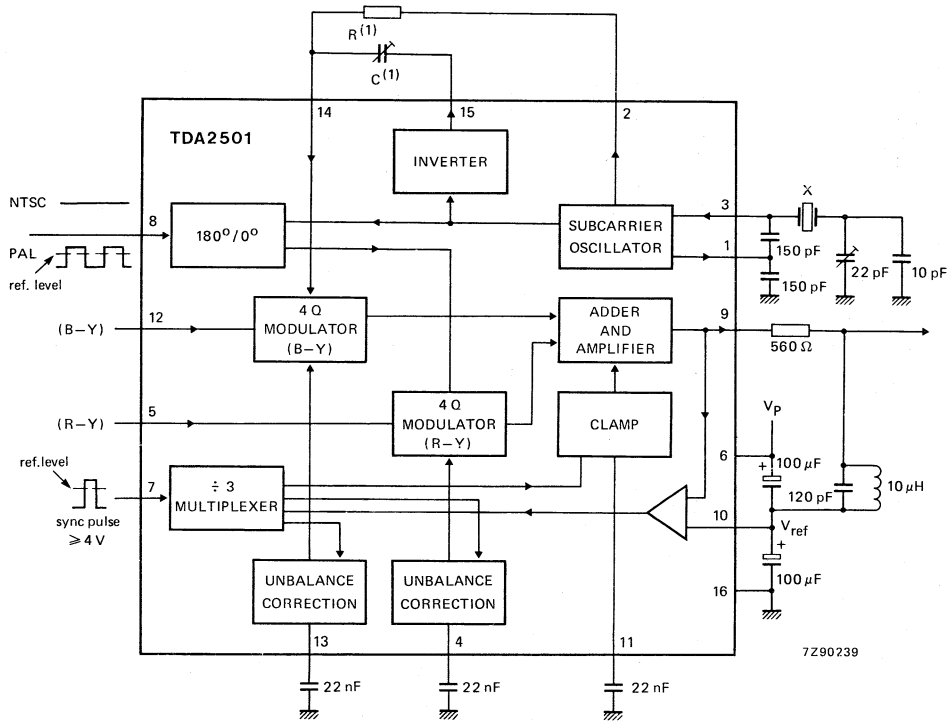 R(1)
C(1)
14
15
2
TDA2501
INVERTER
NTSC
8
180°/0°
PAL
ref. level
SUBCARRIER
OSCILLATOR
3
1
X
150 pF
150 pF
22 pF
10 pF
(B–Y)
12
4 Q
MODULATOR
(B–Y)
ADDER
AND
AMPLIFIER
9
560 Ω
(R–Y)
5
4 Q
MODULATOR
(R–Y)
CLAMP
VP
6
+
100 µF
120 pF
10 µH
ref.level
7
sync pulse
⩾ 4 V
÷ 3
MULTIPLEXER
10
Vref
+
100 µF
16
UNBALANCE
CORRECTION
UNBALANCE
CORRECTION
13
4
11
7Z90239
22 nF
22 nF
22 nF